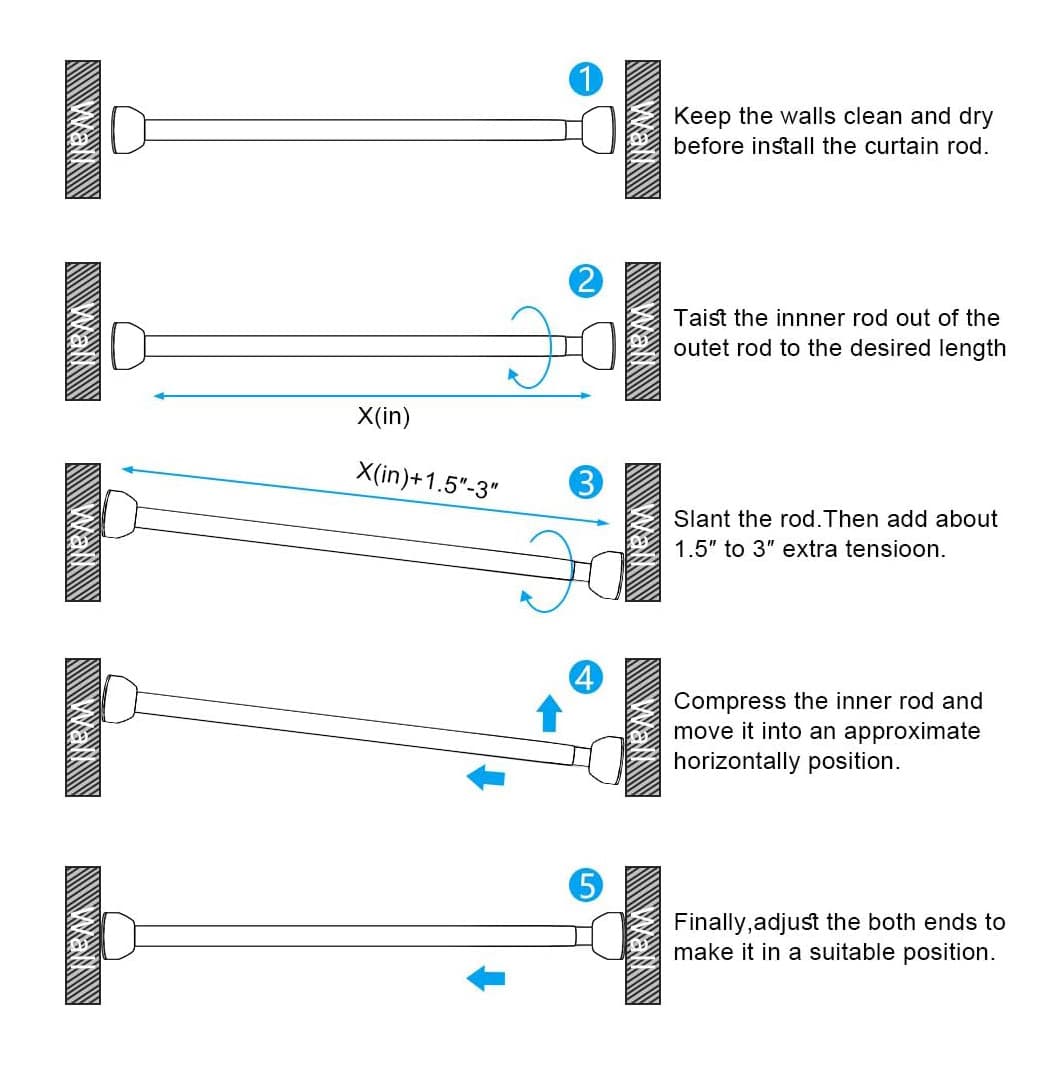 Wall
1
Wall
Keep the walls clean and dry
before install the curtain rod.
Wall
2
Wall
Taist the innner rod out of the
outet rod to the desired length
X(in)
Wall
X(in)+1.5"-3"
3
Wall
Slant the rod.Then add about
1.5" to 3" extra tensioon.
Wall
4
Wall
Compress the inner rod and
move it into an approximate
horizontally position.
Wall
5
Wall
Finally,adjust the both ends to
make it in a suitable position.